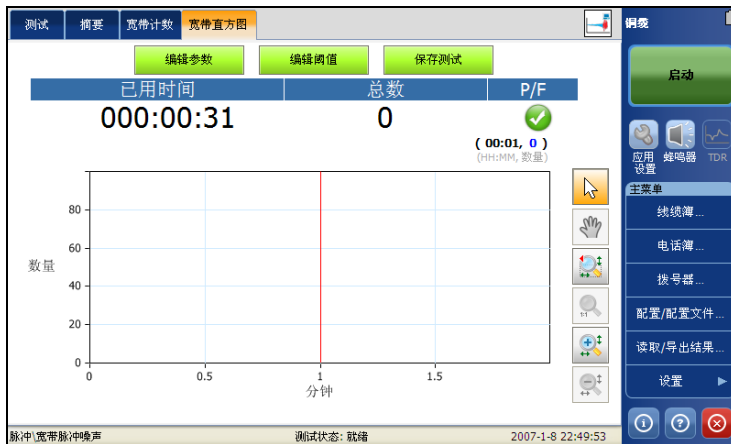 测试 摘要 宽带计数 宽带直方图
编辑参数 编辑阈值 保存测试
已用时间 总数 P/F
000:00:31 0
( 00:01, 0 )
(HH:MM, 数量)
80
60
数量
40
20
0
0 0.5 1 1.5
分钟
1:1
脉冲\宽带脉冲噪声 测试状态: 就绪 2007-1-8 22:49:53
铜缆
启动
应用设置 蜂鸣器 TDR
主菜单
线缆簿...
电话簿...
拨号器...
配置/配置文件...
读取/导出结果...
设置